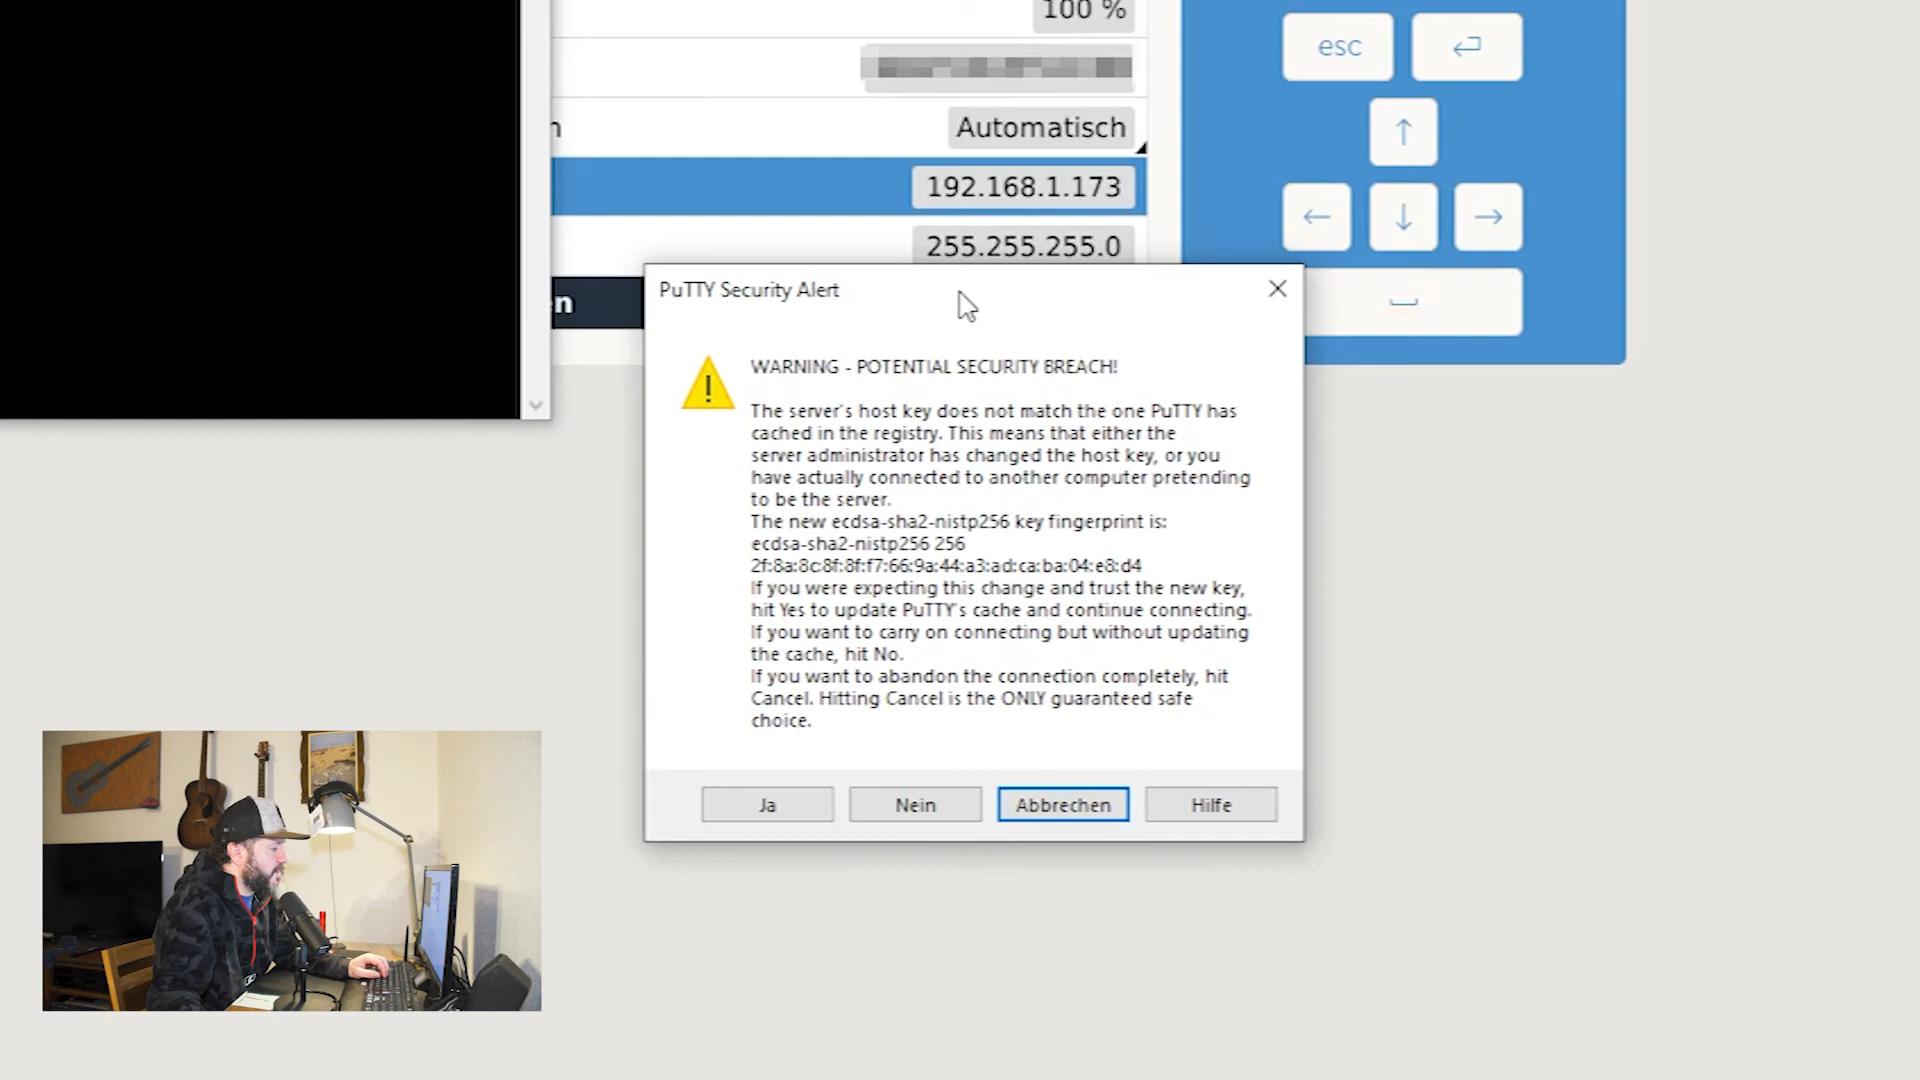 100 %
esc
Automatisch
192.168.1.173
255.255.255.0
en
PuTTY Security Alert
WARNING - POTENTIAL SECURITY BREACH!
The server's host key does not match the one PuTTY has
cached in the registry. This means that either the
server administrator has changed the host key, or you
have actually connected to another computer pretending
to be the server.
The new ecdsa-sha2-nistp256 key fingerprint is:
ecdsa-sha2-nistp256 256
2f:8a:8c:8f:8f:f7:66:9a:44:a3:ad:ca:ba:04:e8:d4
If you were expecting this change and trust the new key,
hit Yes to update PuTTY's cache and continue connecting.
If you want to carry on connecting but without updating
the cache, hit No.
If you want to abandon the connection completely, hit
Cancel. Hitting Cancel is the ONLY guaranteed safe
choice.
Ja
Nein
Abbrechen
Hilfe